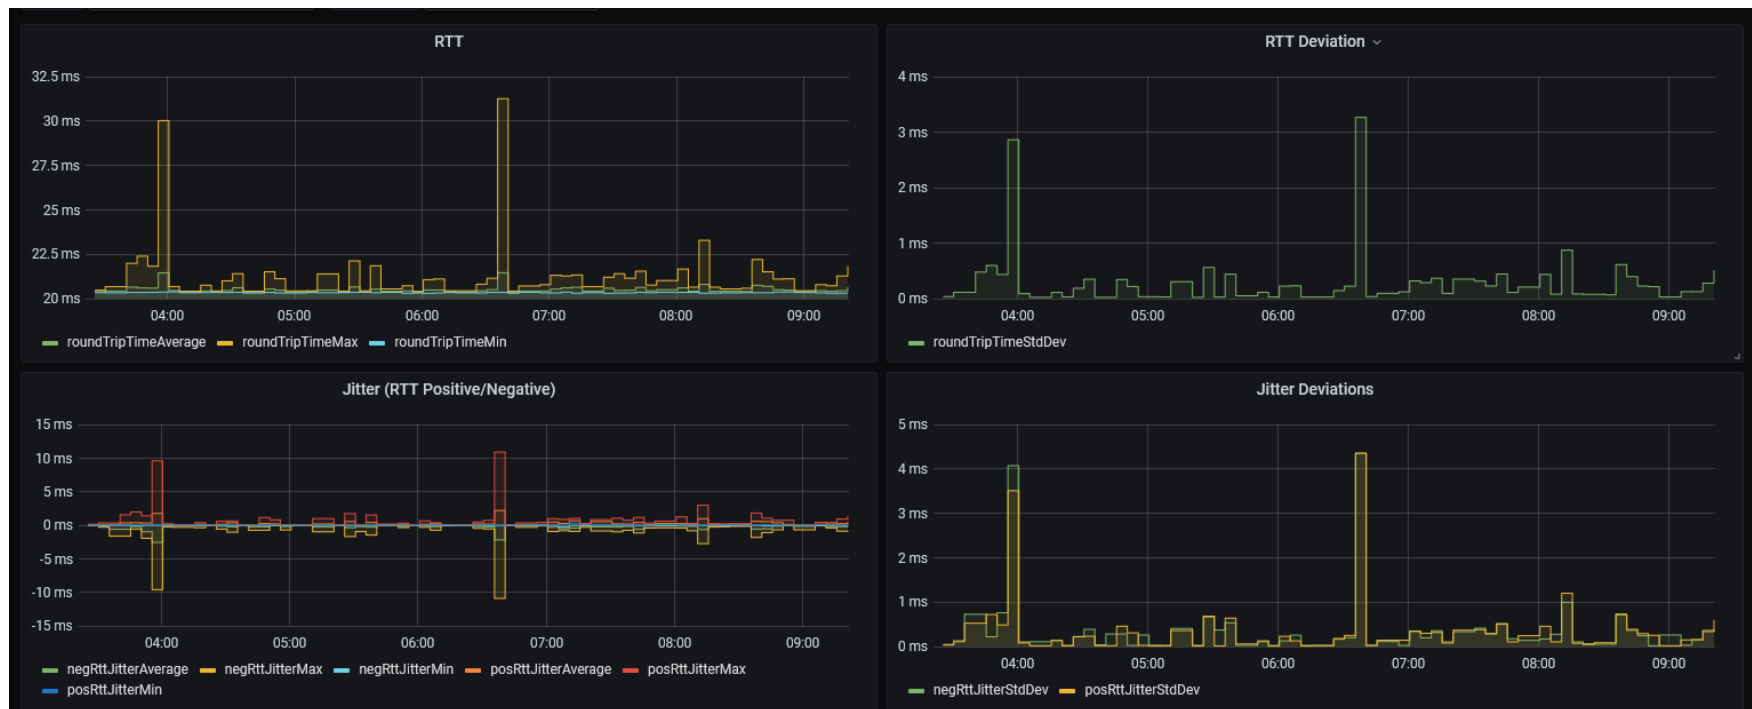 RTT
32.5 ms
30 ms
27.5 ms
25 ms
22.5 ms
20 ms
04:00 05:00 06:00 07:00 08:00 09:00
roundTripTimeAverage roundTripTimeMax roundTripTimeMin
RTT Deviation
4 ms
3 ms
2 ms
1 ms
0 ms
04:00 05:00 06:00 07:00 08:00 09:00
roundTripTimeStdDev
Jitter (RTT Positive/Negative)
15 ms
10 ms
5 ms
0 ms
-5 ms
-10 ms
-15 ms
04:00 05:00 06:00 07:00 08:00 09:00
negRttJitterAverage negRttJitterMax negRttJitterMin posRttJitterAverage posRttJitterMax
posRttJitterMin
Jitter Deviations
5 ms
4 ms
3 ms
2 ms
1 ms
0 ms
04:00 05:00 06:00 07:00 08:00 09:00
negRttJitterStdDev posRttJitterStdDev